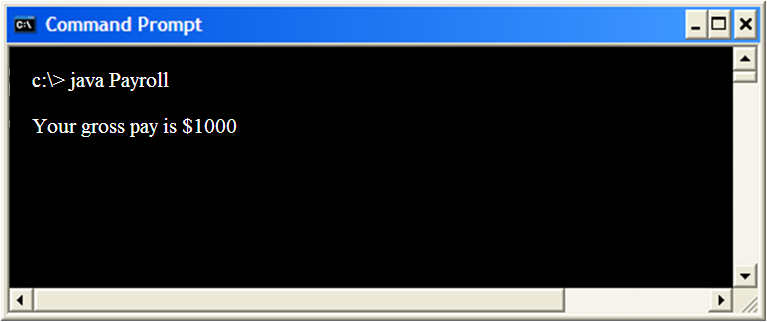 Command Prompt
c:\> java Payroll
Your gross pay is $1000